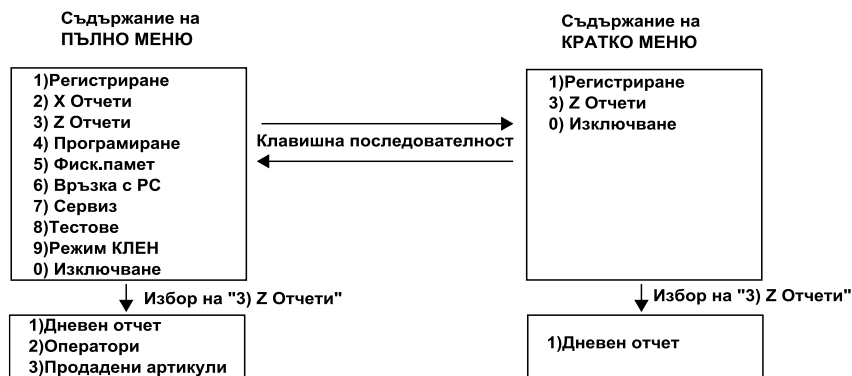 Съдържание на
ПЪЛНО МЕНЮ
1)Регистриране
2) X Отчети
3) Z Отчети
4) Програмиране
5) Фиск.памет
6) Връзка с PC
7) Сервиз
8)Тестове
9)Режим КЛЕН
0) Изключване
Клавишна последователност
Съдържание на
КРАТКО МЕНЮ
1)Регистриране
3) Z Отчети
0) Изключване
Избор на "3) Z Отчети"
1)Дневен отчет
2)Оператори
3)Продадени артикули
Избор на "3) Z Отчети"
1)Дневен отчет